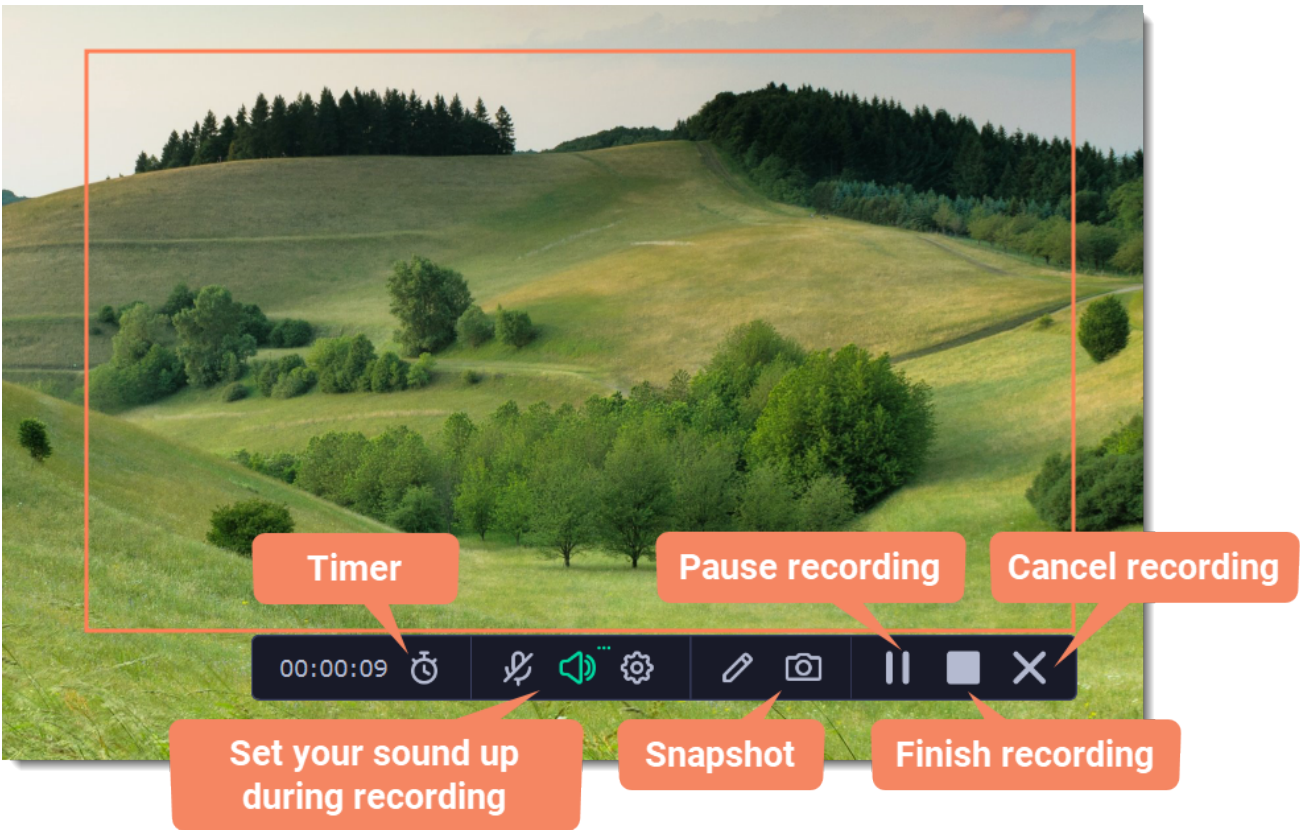 Timer
Pause recording
Cancel recording
00:00:09
Set your sound up
during recording
Snapshot
Finish recording